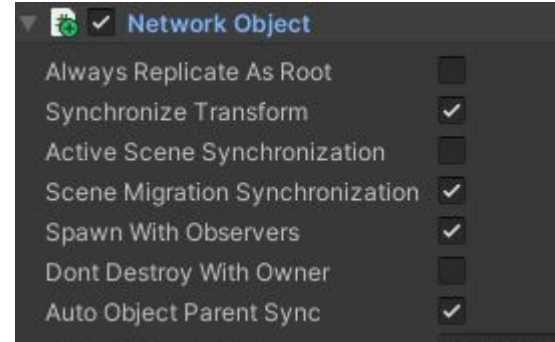 Network Object
Always Replicate As Root
Synchronize Transform
Active Scene Synchronization
Scene Migration Synchronization
Spawn With Observers
Dont Destroy With Owner
Auto Object Parent Sync